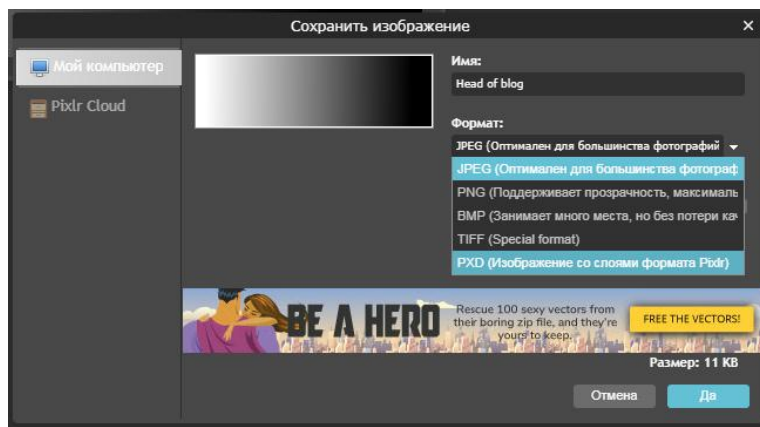 Сохранить изображение
Мой компьютер
Pixlr Cloud
Имя:
Head of blog
Формат:
JPEG (Оптимален для большинства фотографий
JPEG (Оптимален для большинства фотограф
PNG (Поддерживает прозрачность, максималь
BMP (Занимает много места, но без потери кач
TIFF (Special format)
PXD (Изображение со слоями формата Pixlr)
BE A HERO
Rescue 100 sexy vectors from
their boring zip file, and they're
yours to keep.
FREE THE VECTORS!
Размер: 11 KB
Отмена
Да